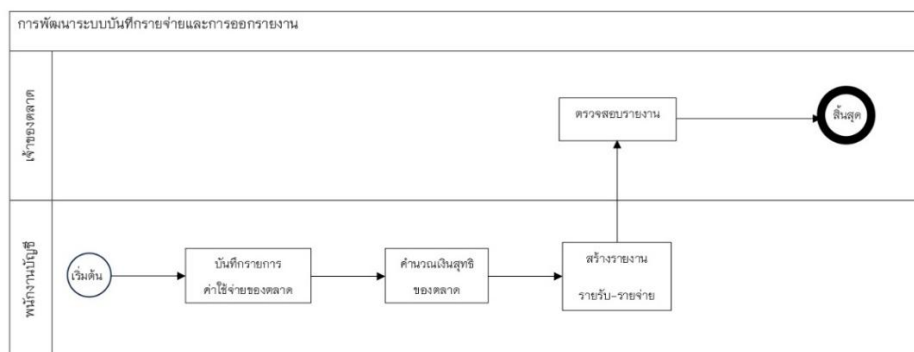 การพัฒนาระบบบันทึกรายจ่ายและการออกรายงาน
เจ้าของตลาด
ตรวจสอบรายงาน
สิ้นสุด
พนักงานบัญชี
เริ่มต้น
บันทึกรายการ
ค่าใช้จ่ายของตลาด
คำนวณเงินสุทธิ
ของตลาด
สร้างรายงาน
รายรับ-รายจ่าย